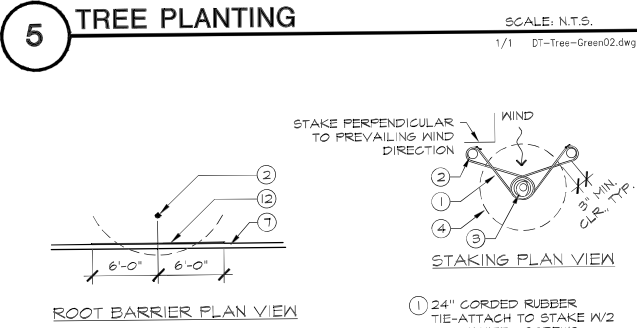 5
TREE PLANTING
SCALE: N.T.S.
1/1 DT-Tree-Green02.dwg
2
12
7
6'-0" 6'-0"
ROOT BARRIER PLAN VIEW
STAKE PERPENDICULAR
TO PREVAILING WIND
DIRECTION
WIND
2
1
4
3
3" MIN.
CLR., TYP.
STAKING PLAN VIEW
1 24" CORDED RUBBER
TIE-ATTACH TO STAKE W/2